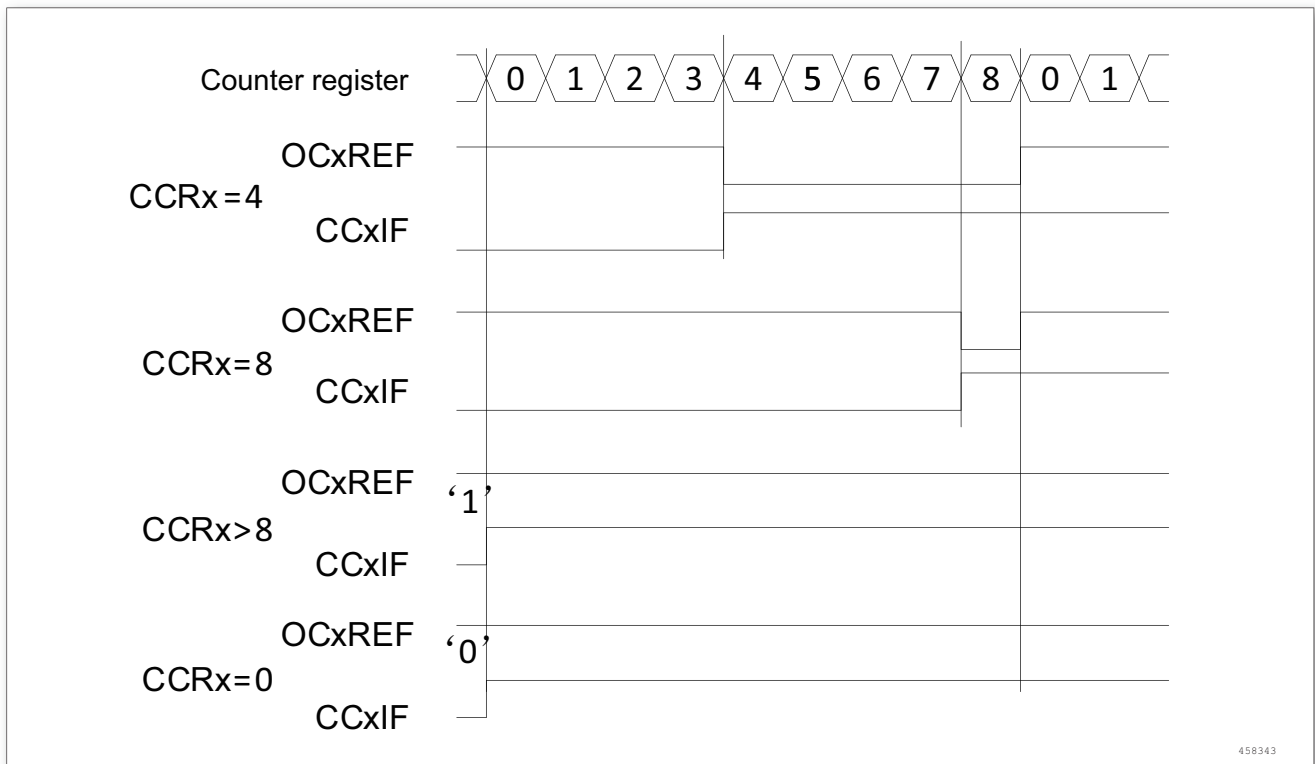 Counter register 0 1 2 3 4 5 6 7 8 0 1
OCxREF
CCRx=4
CCxIF
OCxREF
CCRx=8
CCxIF
OCxREF ‘1’
CCRx>8
CCxIF
OCxREF ‘0’
CCRx=0
CCxIF
458343